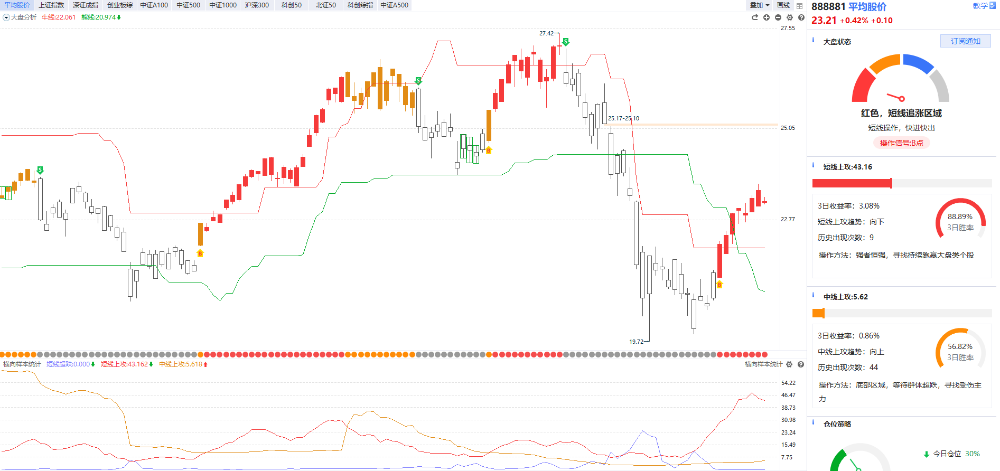 平均股价 上证指数 深证成指 创业板综 中证A100 中证500 中证1000 沪深300 科创50 北证50 科创综指 中证A500 叠加 画线
大盘分析 牛线:22.061 熊线:20.974
27.55
27.42
S
S
25.17-25.10
25.05
B
S
22.77
B
B
19.72
横向样本统计 短线超跌:0.000 短线上攻:43.162 中线上攻:5.618 横向样本统计
54.22
46.47
38.73
30.98
23.24
15.49
7.75
888881 平均股价 教学
23.21 +0.42% +0.10
大盘状态 订阅通知
红色，短线追涨区域
短线操作，快进快出
操作信号:B点
短线上攻:43.16
3日收益率：3.08%
短线上攻趋势：向下
历史出现次数：9
88.89%
3日胜率
操作方法：强者恒强，寻找持续跑赢大盘类个股
中线上攻:5.62
3日收益率：0.86%
中线上攻趋势：向上
历史出现次数：44
56.82%
3日胜率
操作方法：底部区域，等待群体超跌，寻找受伤主
力
仓位策略
今日仓位 30%